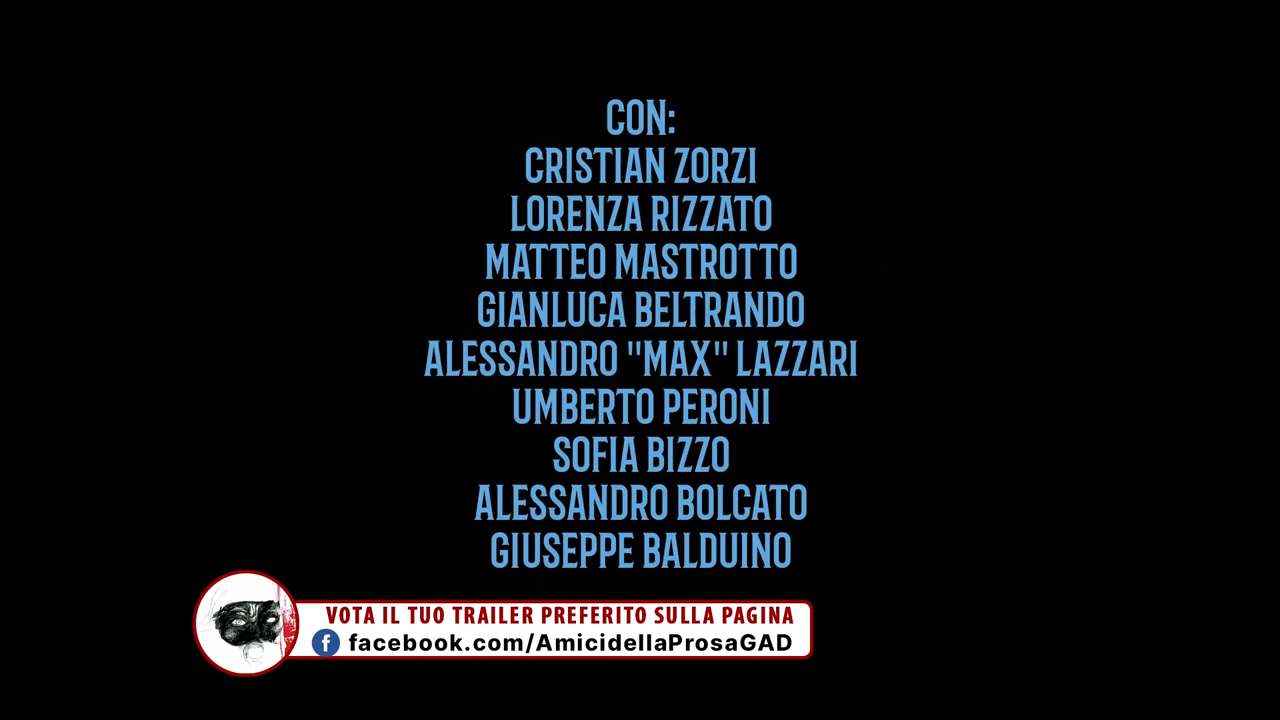 CON:
CRISTIAN ZORZI
LORENZA RIZZATO
MATTEO MASTROTTO
GIANLUCA BELTRANDO
ALESSANDRO "MAX" LAZZARI
UMBERTO PERONI
SOFIA BIZZO
ALESSANDRO BOLCATO
GIUSEPPE BALDUINO
VOTA IL TUO TRAILER PREFERITO SULLA PAGINA
facebook.com/AmicidellaProsaGAD